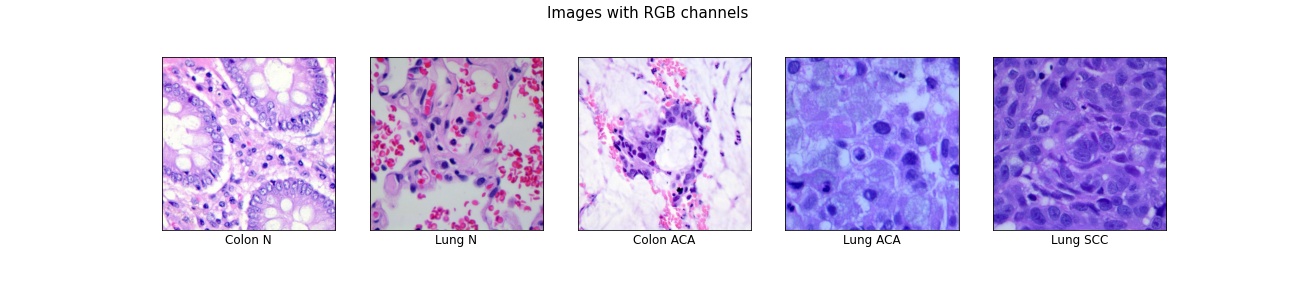 Images with RGB channels
Colon N
Lung N
Colon ACA
Lung ACA
Lung SCC